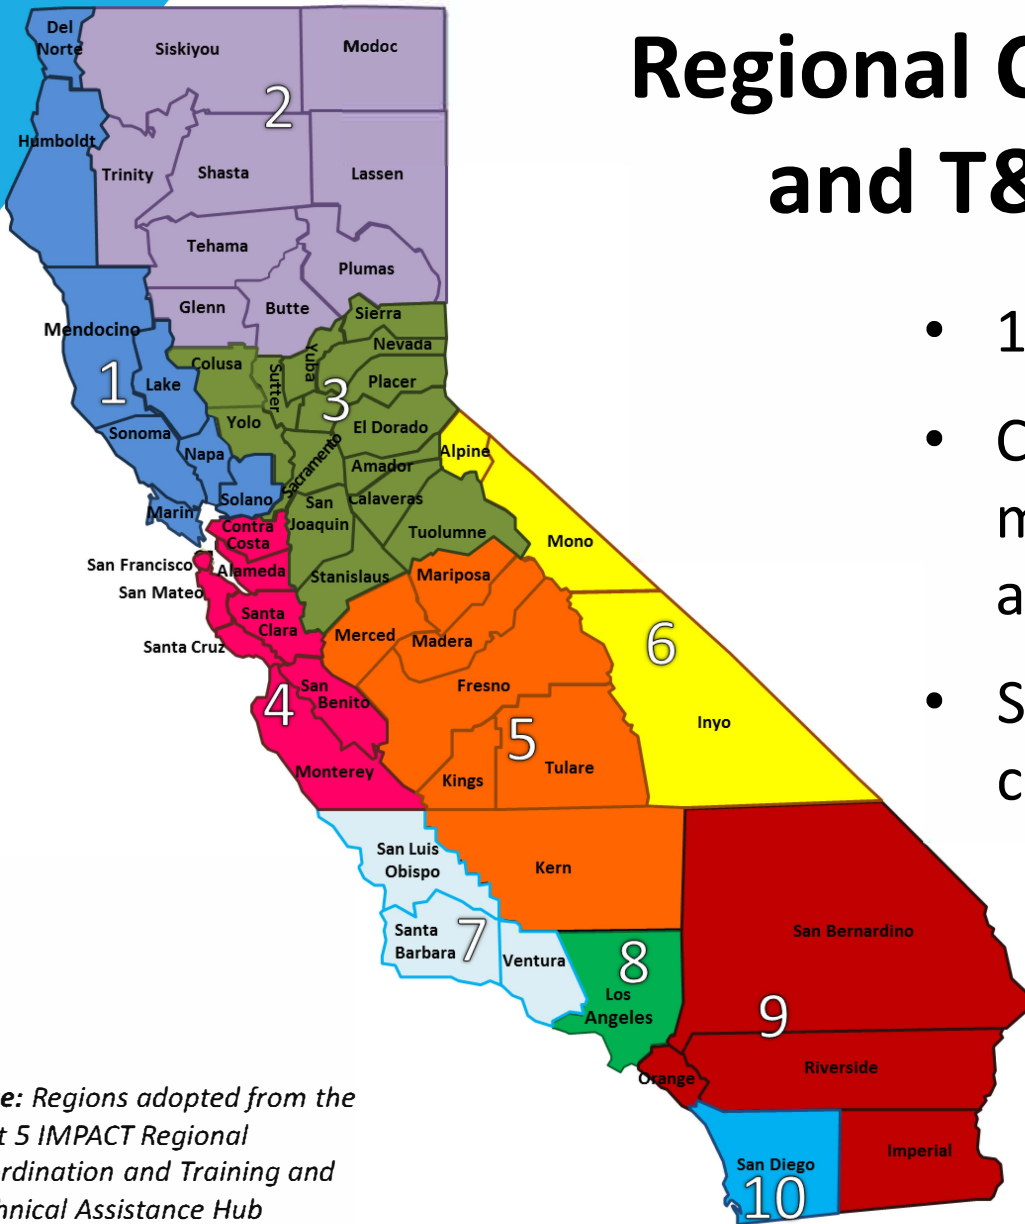 Regional C
and T&
• 1
• C
m
a
• S
c
Del
Norte
Siskiyou
Modoc
2
Humboldt
Trinity
Shasta
Lassen
Tehama
Plumas
Glenn
Butte
Sierra
Mendocino
Nevada
Colusa
Yuba
Sutter
Placer
1
Lake
3
Yolo
El Dorado
Sonoma
Napa
Sacramento
Alpine
Amador
Solano
San
Joaquin
Calaveras
Marin
Contra
Costa
Tuolumne
Mono
San Francisco
Alameda
Stanislaus
Mariposa
San Mateo
Santa
Clara
Merced
Madera
6
Santa Cruz
San
Benito
Fresno
4
5
Inyo
Monterey
Kings
Tulare
San Luis
Obispo
Kern
Santa
Barbara
7
Ventura
8
Los
Angeles
San Bernardino
9
Orange
Riverside
San Diego
10
Imperial
e: Regions adopted from the
t 5 IMPACT Regional
ordination and Training and
hnical Assistance Hub